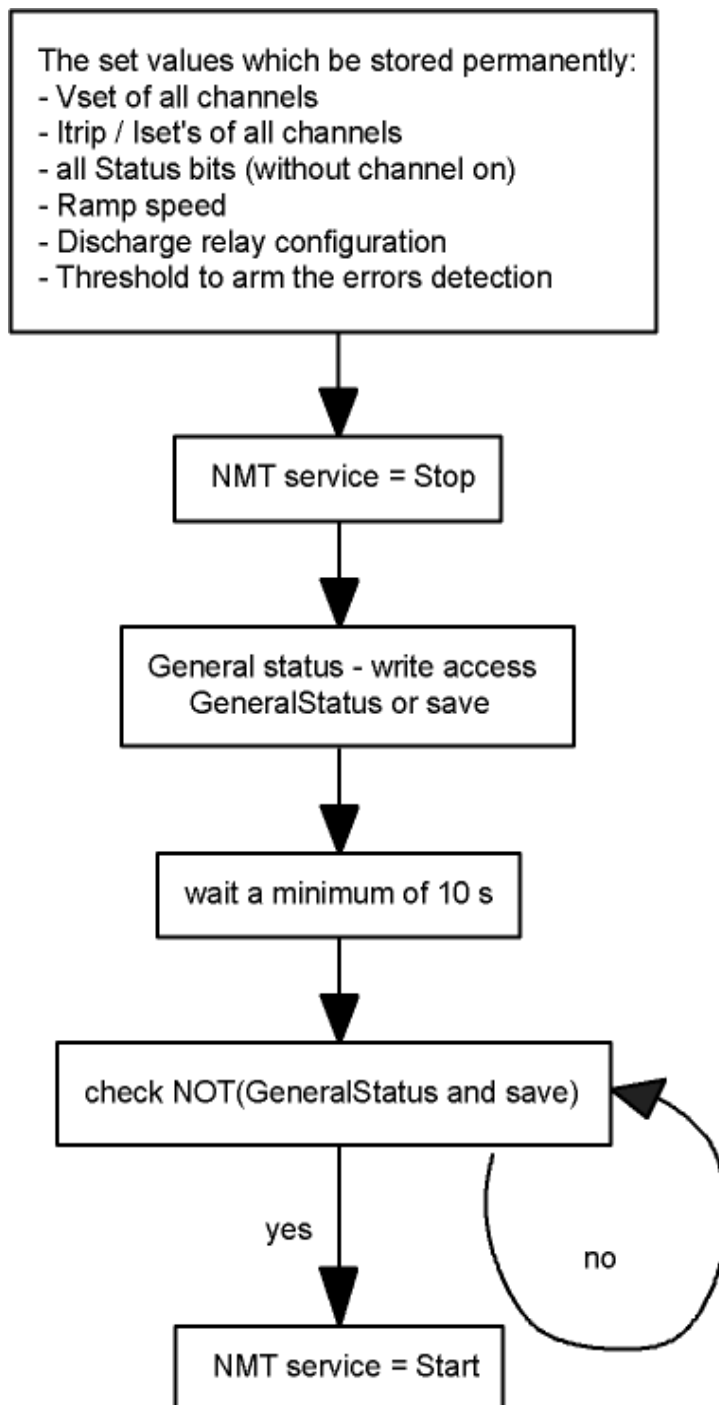 The set values which be stored permanently:
- Vset of all channels
- Itrip / Iset's of all channels
- all Status bits (without channel on)
- Ramp speed
- Discharge relay configuration
- Threshold to arm the errors detection
NMT service = Stop
General status - write access
GeneralStatus or save
wait a minimum of 10 s
check NOT(GeneralStatus and save)
yes
no
NMT service = Start